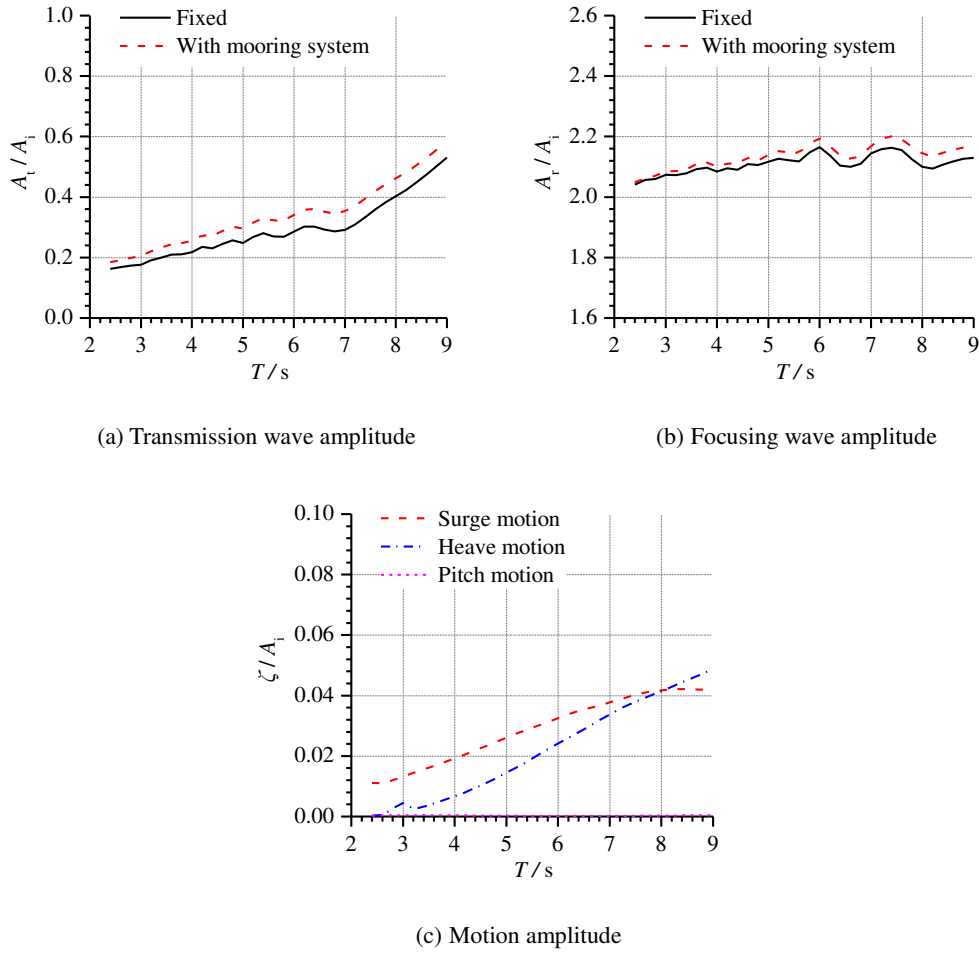 Fixed
With mooring system
1.0
0.8
0.6
0.4
0.2
0.0
A_t / A_i
2 3 4 5 6 7 8 9
T / s
(a) Transmission wave amplitude
Fixed
With mooring system
2.6
2.4
2.2
2.0
1.8
1.6
A_r / A_i
2 3 4 5 6 7 8 9
T / s
(b) Focusing wave amplitude
Surge motion
Heave motion
Pitch motion
0.10
0.08
0.06
0.04
0.02
0.00
ζ / A_i
2 3 4 5 6 7 8 9
T / s
(c) Motion amplitude